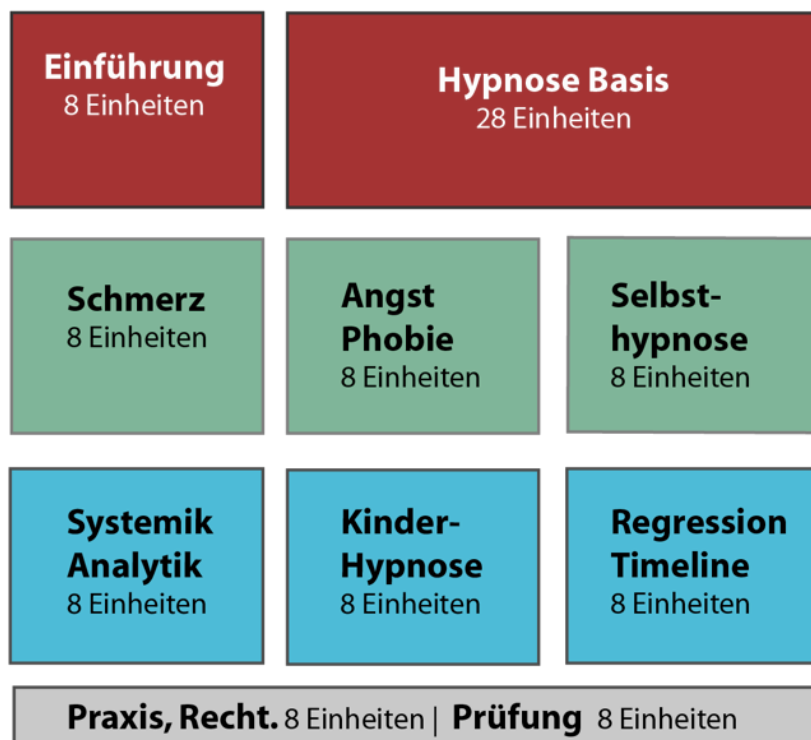 Einführung
8 Einheiten
Hypnose Basis
28 Einheiten
Schmerz
8 Einheiten
Angst
Phobie
8 Einheiten
Selbst-
hypnose
8 Einheiten
Systemik
Analytik
8 Einheiten
Kinder-
Hypnose
8 Einheiten
Regression
Timeline
8 Einheiten
Praxis, Recht. 8 Einheiten | Prüfung 8 Einheiten